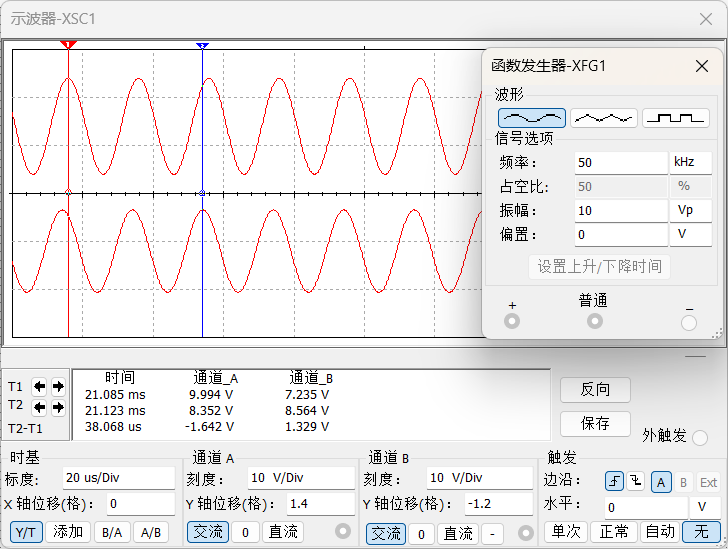 示波器-XSC1
1
2
函数发生器-XFG1
波形
信号选项
频率： 50 kHz
占空比: 50 %
振幅： 10 Vp
偏置： 0 V
设置上升/下降时间
+ 普通 −
时间 通道_A 通道_B
T1 21.085 ms 9.994 V 7.235 V
T2 21.123 ms 8.352 V 8.564 V
T2-T1 38.068 us -1.642 V 1.329 V
反向
保存
外触发
时基
标度: 20 us/Div
X 轴位移(格)： 0
Y/T 添加 B/A A/B
通道 A
刻度： 10 V/Div
Y 轴位移(格)： 1.4
交流 0 直流
通道 B
刻度： 10 V/Div
Y 轴位移(格)： -1.2
交流 0 直流 -
触发
边沿： A B Ext
水平： 0 V
单次 正常 自动 无